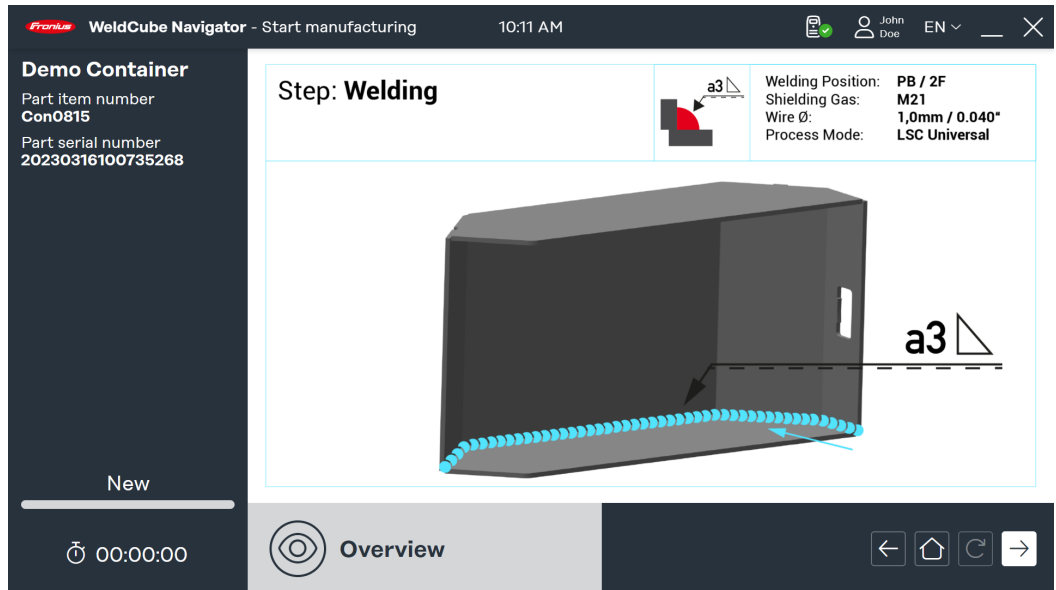 Fronius WeldCube Navigator - Start manufacturing 10:11 AM John Doe EN
Demo Container
Part item number
Con0815
Part serial number
20230316100735268
New
00:00:00
Step: Welding
a3
Welding Position: PB / 2F
Shielding Gas: M21
Wire Ø: 1,0mm / 0.040"
Process Mode: LSC Universal
a3
Overview